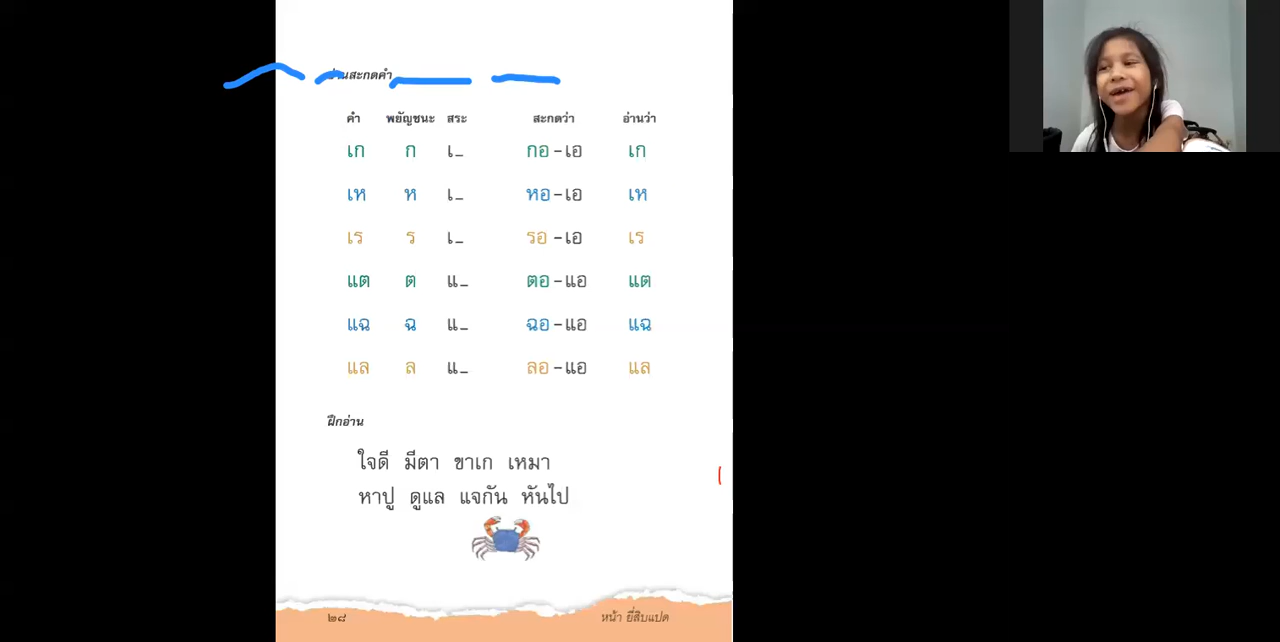 อ่านสะกดคำ
คำ พยัญชนะ สระ สะกดว่า อ่านว่า
เก ก เ_ กอ - เอ เก
เห ห เ_ หอ - เอ เห
เร ร เ_ รอ - เอ เร
แต ต แ_ ตอ - แอ แต
แฉ ฉ แ_ ฉอ - แอ แฉ
แล ล แ_ ลอ - แอ แล
ฝึกอ่าน
ใจดี มีตา ขาเก เหมา
หาปู ดูแล แจกัน หันไป
๒๘ หน้า ยี่สิบแปด